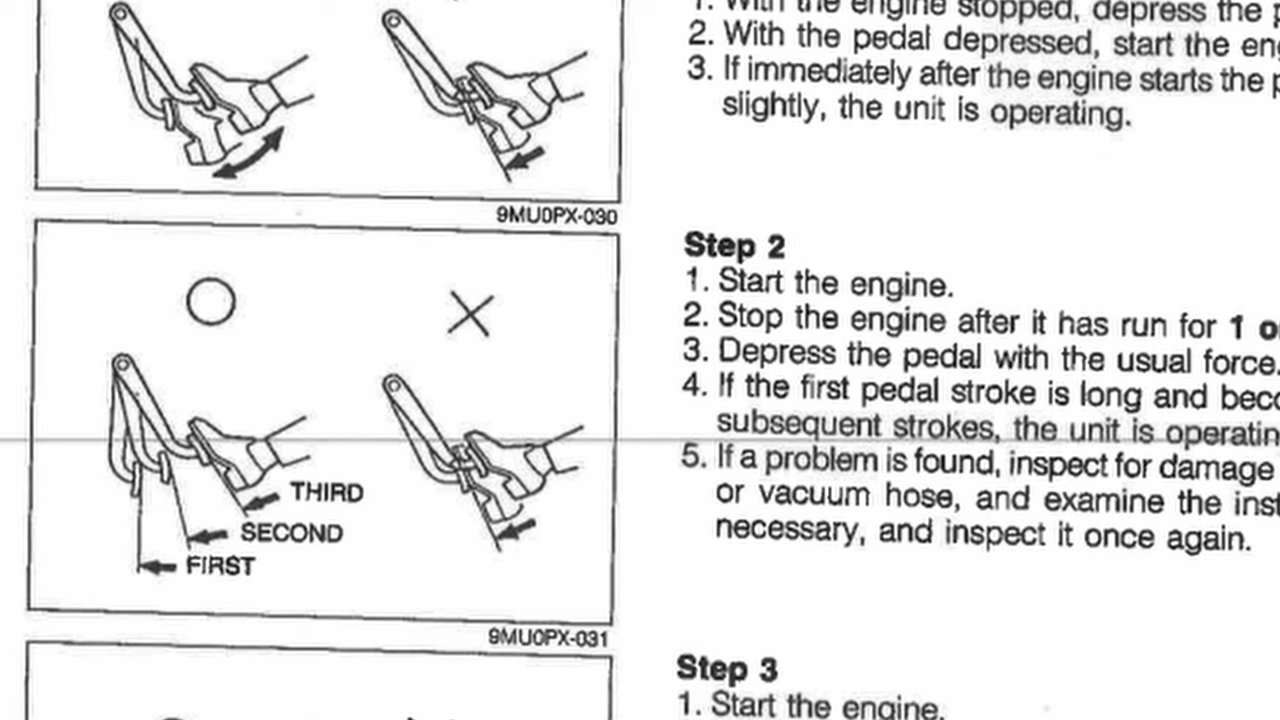 1. With the engine stopped, depress the
2. With the pedal depressed, start the
3. If immediately after the engine starts the
slightly, the unit is operating.
9MU0PX-030
Step 2
1. Start the engine.
2. Stop the engine after it has run for 1
3. Depress the pedal with the usual force.
4. If the first pedal stroke is long and
subsequent strokes, the unit is
5. If a problem is found, inspect for damage
or vacuum hose, and examine the
necessary, and inspect it once again.
THIRD
SECOND
FIRST
9MU0PX-031
Step 3
1. Start the engine.